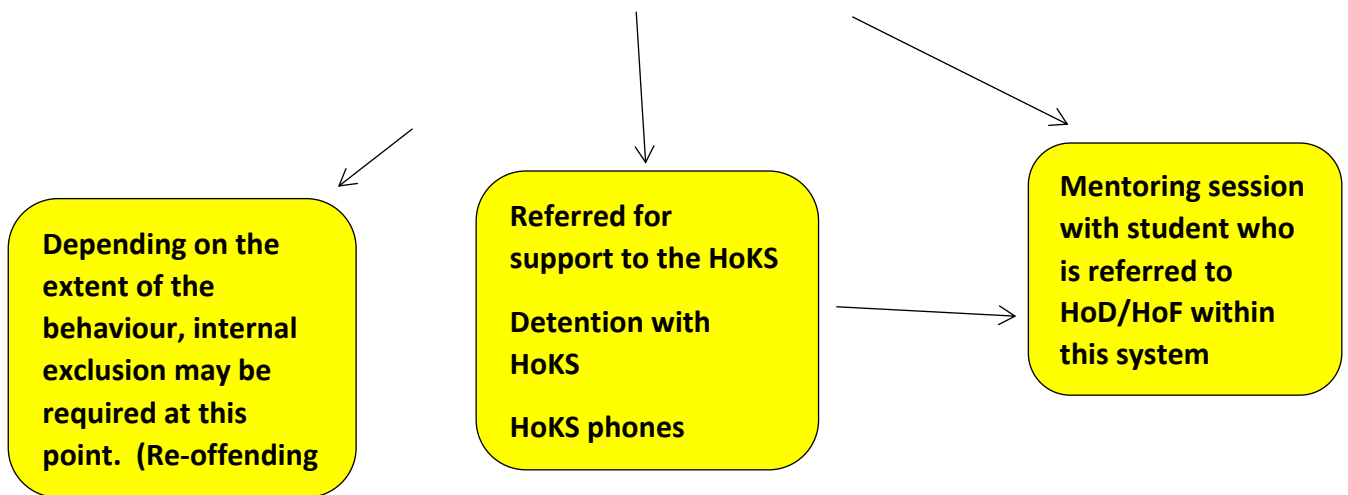 Depending on the
extent of the
behaviour, internal
exclusion may be
required at this
point.  (Re-offending
Referred for
support to the HoKS
Detention with
HoKS
HoKS phones
Mentoring session
with student who
is referred to
HoD/HoF within
this system